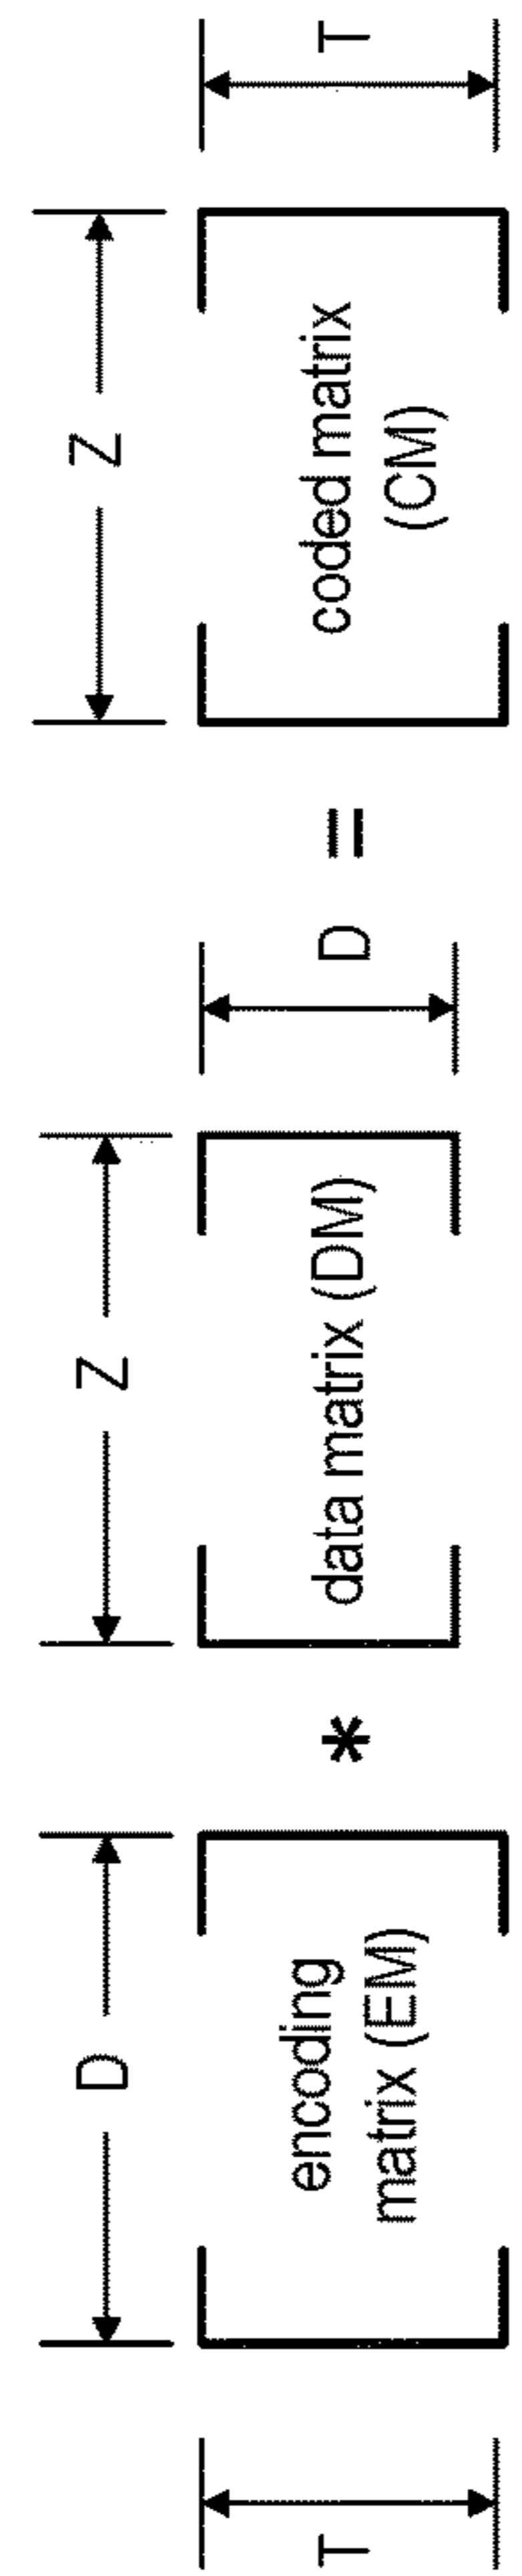 T
D
encoding
matrix (EM)
*
Z
data matrix (DM)
D
=
Z
coded matrix
(CM)
T